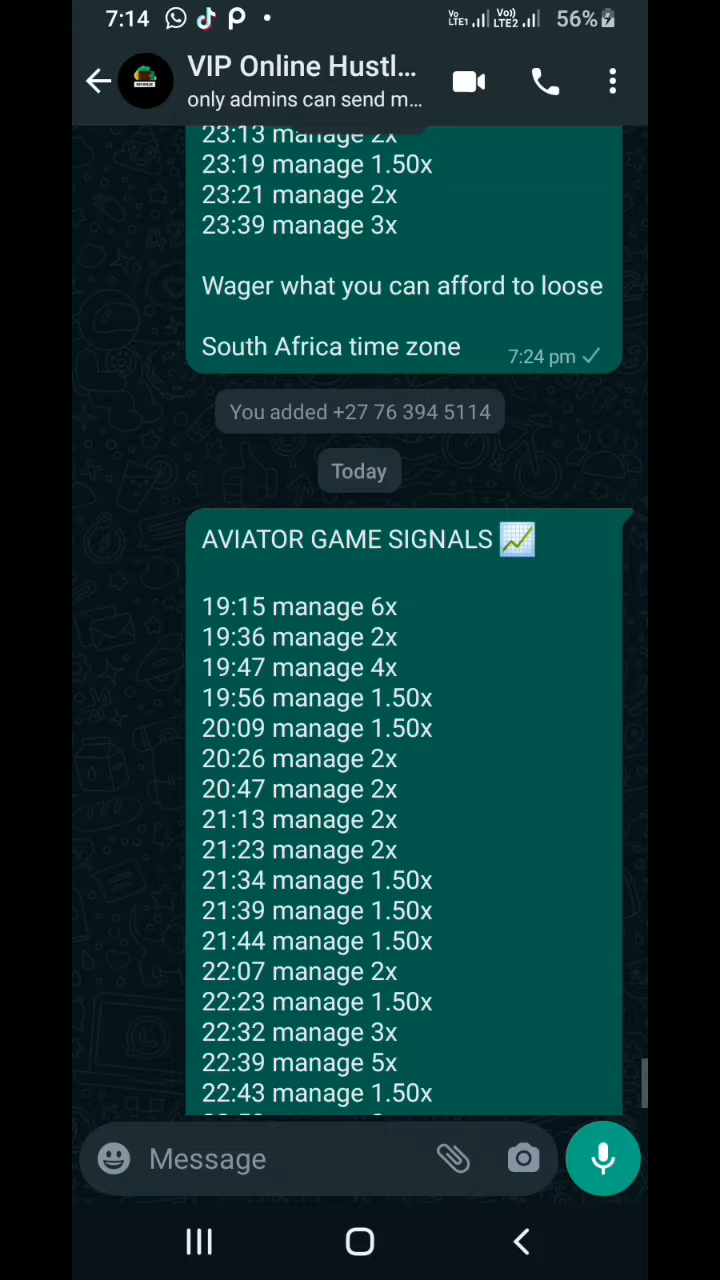 7:14 56%
Vo LTE1 Vo)) LTE2
VIP Online Hustl...
only admins can send m...
23:13 manage 2x
23:19 manage 1.50x
23:21 manage 2x
23:39 manage 3x
Wager what you can afford to loose
South Africa time zone 7:24 pm
You added +27 76 394 5114
Today
AVIATOR GAME SIGNALS
19:15 manage 6x
19:36 manage 2x
19:47 manage 4x
19:56 manage 1.50x
20:09 manage 1.50x
20:26 manage 2x
20:47 manage 2x
21:13 manage 2x
21:23 manage 2x
21:34 manage 1.50x
21:39 manage 1.50x
21:44 manage 1.50x
22:07 manage 2x
22:23 manage 1.50x
22:32 manage 3x
22:39 manage 5x
22:43 manage 1.50x
Message